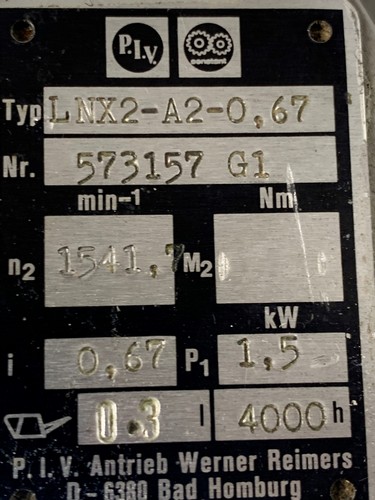 P.I.V. constant
Typ LNX2-A2-0,67
Nr. 573157 G1
min-1 Nm
n2 1541,7 M2
kW
i 0,67 P1 1,5
0.3 l 4000 h
P.I.V. Antrieb Werner Reimers
D-6380 Bad Homburg